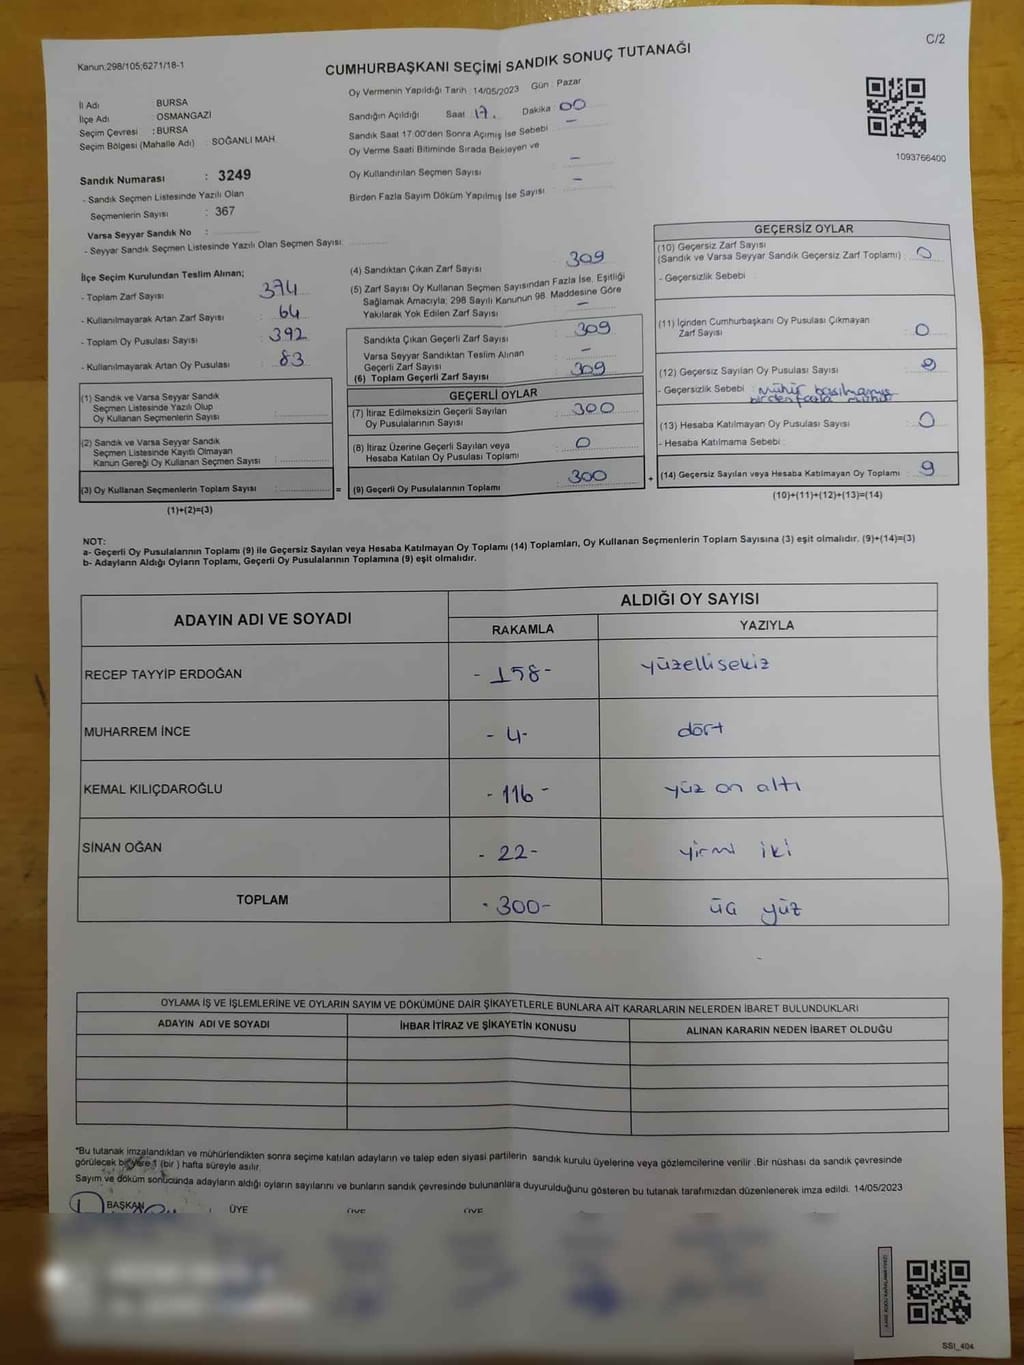 Kanun:298/105;6271/18-1
C/2
CUMHURBAŞKANI SEÇİMİ SANDIK SONUÇ TUTANAĞI
İl Adı BURSA
İlçe Adı : OSMANGAZİ
Seçim Çevresi : BURSA
Seçim Bölgesi (Mahalle Adı) : SOĞANLI MAH.
Sandık Numarası : 3249
- Sandık Seçmen Listesinde Yazılı Olan
Seçmenlerin Sayısı : 367
Varsa Seyyar Sandık No :
- Seyyar Sandık Seçmen Listesinde Yazılı Olan Seçmen Sayısı:
Oy Vermenin Yapıldığı Tarih : 14/05/2023 Gün : Pazar
Sandığın Açıldığı Saat 17. Dakika 00
Sandık Saat 17:00'den Sonra Açılmış İse Sebebi –
Oy Verme Saati Bitiminde Sırada Bekleyen ve
Oy Kullandırılan Seçmen Sayısı –
Birden Fazla Sayım Döküm Yapılmış İse Sayısı –
1093766400
İlçe Seçim Kurulundan Teslim Alınan;
- Toplam Zarf Sayısı 374
- Kullanılmayarak Artan Zarf Sayısı : 64
- Toplam Oy Pusulası Sayısı : 392
- Kullanılmayarak Artan Oy Pusulası : 83
(1) Sandık ve Varsa Seyyar Sandık
Seçmen Listesinde Yazılı Olup
Oy Kullanan Seçmenlerin Sayısı :
(2) Sandık ve Varsa Seyyar Sandık
Seçmen Listesinde Kayıtlı Olmayan
Kanun Gereği Oy Kullanan Seçmen Sayısı :
(3) Oy Kullanan Seçmenlerin Toplam Sayısı :
=
(1)+(2)=(3)
(4) Sandıktan Çıkan Zarf Sayısı 309
(5) Zarf Sayısı Oy Kullanan Seçmen Sayısından Fazla İse, Eşitliği
Sağlamak Amacıyla; 298 Sayılı Kanunun 98. Maddesine Göre
Yakılarak Yok Edilen Zarf Sayısı –
Sandıkta Çıkan Geçerli Zarf Sayısı : 309
Varsa Seyyar Sandıktan Teslim Alınan
Geçerli Zarf Sayısı : –
(6) Toplam Geçerli Zarf Sayısı : 309
GEÇERLİ OYLAR
(7) İtiraz Edilmeksizin Geçerli Sayılan
Oy Pusulalarının Sayısı : 300
(8) İtiraz Üzerine Geçerli Sayılan veya
Hesaba Katılan Oy Pusulası Toplamı : 0
(9) Geçerli Oy Pusulalarının Toplamı : 300
+
GEÇERSİZ OYLAR
(10) Geçersiz Zarf Sayısı
(Sandık ve Varsa Seyyar Sandık Geçersiz Zarf Toplamı) : 0
- Geçersizlik Sebebi :
(11) İçinden Cumhurbaşkanı Oy Pusulası Çıkmayan
Zarf Sayısı : 0
(12) Geçersiz Sayılan Oy Pusulası Sayısı : 9
- Geçersizlik Sebebi : mühür basılmamış
birden fazla mühür
(13) Hesaba Katılmayan Oy Pusulası Sayısı : 0
- Hesaba Katılmama Sebebi :
(14) Geçersiz Sayılan veya Hesaba Katılmayan Oy Toplamı : 9
(10)+(11)+(12)+(13)=(14)
NOT:
a- Geçerli Oy Pusulalarının Toplamı (9) ile Geçersiz Sayılan veya Hesaba Katılmayan Oy Toplamı (14) Toplamları, Oy Kullanan Seçmenlerin Toplam Sayısına (3) eşit olmalıdır. (9)+(14)=(3)
b- Adayların Aldığı Oyların Toplamı, Geçerli Oy Pusulalarının Toplamına (9) eşit olmalıdır.
ADAYIN ADI VE SOYADI ALDIĞI OY SAYISI
RAKAMLA YAZIYLA
RECEP TAYYİP ERDOĞAN -158- yüzellisekiz
MUHARREM İNCE -4- dört
KEMAL KILIÇDAROĞLU -116- yüz on altı
SİNAN OĞAN -22- yirmi iki
TOPLAM -300- üç yüz
OYLAMA İŞ VE İŞLEMLERİNE VE OYLARIN SAYIM VE DÖKÜMÜNE DAİR ŞİKAYETLERLE BUNLARA AİT KARARLARIN NELERDEN İBARET BULUNDUKLARI
ADAYIN ADI VE SOYADI İHBAR İTİRAZ VE ŞİKAYETİN KONUSU ALINAN KARARIN NEDEN İBARET OLDUĞU
*Bu tutanak imzalandıktan ve mühürlendikten sonra seçime katılan adayların ve talep eden siyasi partilerin sandık kurulu üyelerine veya gözlemcilerine verilir .Bir nüshası da sandık çevresinde
görülecek bir yere 1 (bir ) hafta süreyle asılır.
Sayım ve döküm sonucunda adayların aldığı oyların sayılarını ve bunların sandık çevresinde bulunanlara duyurulduğunu gösteren bu tutanak tarafımızdan düzenlenerek imza edildi. 14/05/2023
BAŞKAN ÜYE ÜYE ÜYE
SSI_404